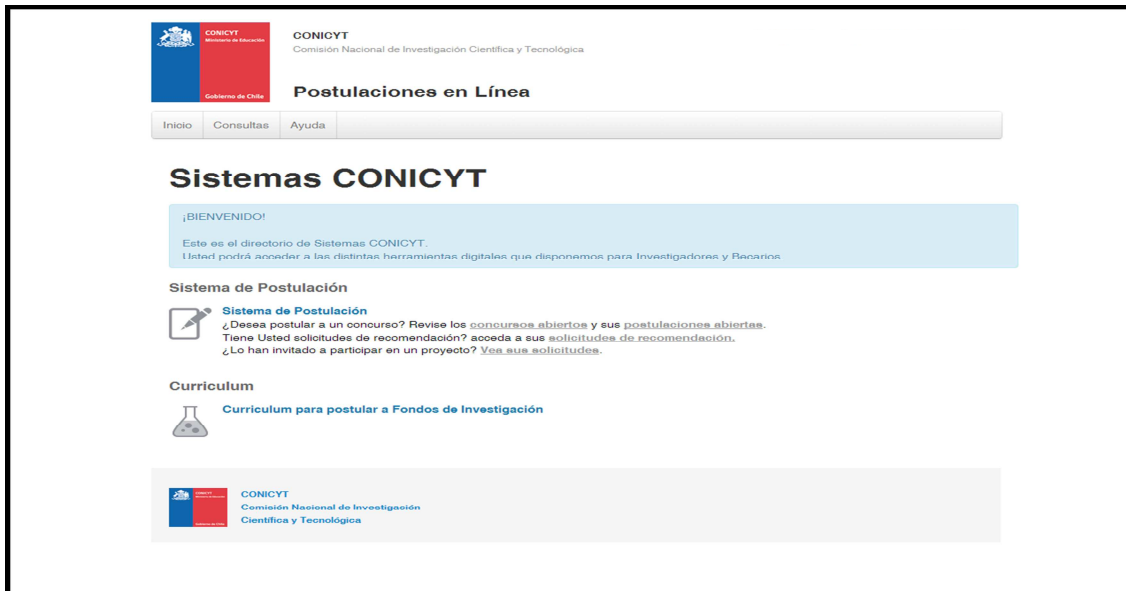 CONICYT
Ministerio de Educación
Gobierno de Chile
CONICYT
Comisión Nacional de Investigación Científica y Tecnológica
Postulaciones en Línea
Inicio Consultas Ayuda
Sistemas CONICYT
¡BIENVENIDO!
Este es el directorio de Sistemas CONICYT.
Usted podrá acceder a las distintas herramientas digitales que disponemos para Investigadores y Becarios
Sistema de Postulación
Sistema de Postulación
¿Desea postular a un concurso? Revise los concursos abiertos y sus postulaciones abiertas.
Tiene Usted solicitudes de recomendación? acceda a sus solicitudes de recomendación.
¿Lo han invitado a participar en un proyecto? Vea sus solicitudes.
Curriculum
Curriculum para postular a Fondos de Investigación
CONICYT
CONICYT
Comisión Nacional de Investigación
Científica y Tecnológica